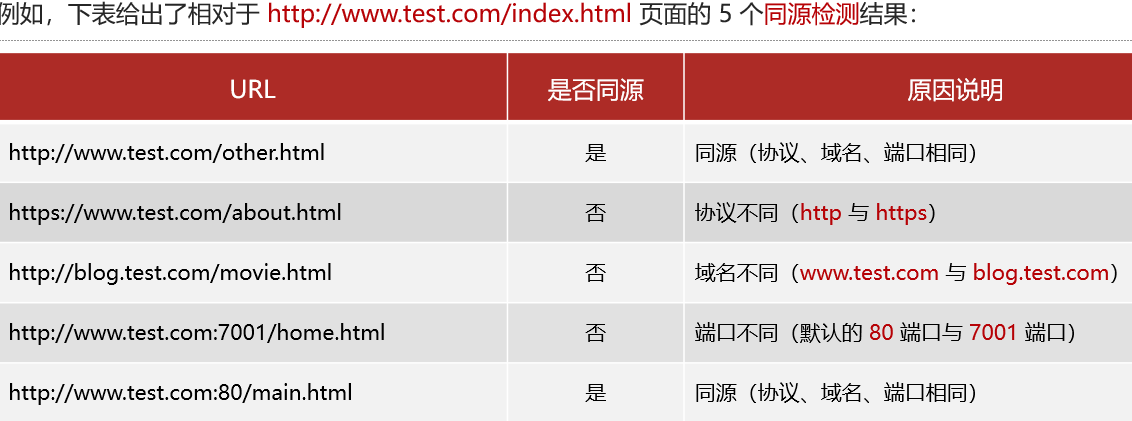 例如，下表给出了相对于 http://www.test.com/index.html 页面的 5 个同源检测结果：
URL 是否同源 原因说明
http://www.test.com/other.html 是 同源（协议、域名、端口相同）
https://www.test.com/about.html 否 协议不同（http 与 https）
http://blog.test.com/movie.html 否 域名不同（www.test.com 与 blog.test.com）
http://www.test.com:7001/home.html 否 端口不同（默认的 80 端口与 7001 端口）
http://www.test.com:80/main.html 是 同源（协议、域名、端口相同）